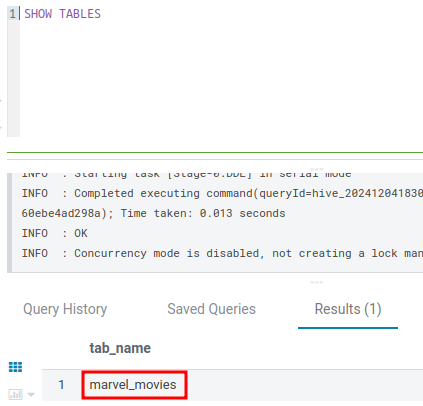 1 SHOW TABLES
INFO : Starting task [Stage-0:DDL] in serial mode
INFO : Completed executing command(queryId=hive_202412041830
60ebe4ad298a); Time taken: 0.013 seconds
INFO : OK
INFO : Concurrency mode is disabled, not creating a lock man
Query History Saved Queries Results (1)
tab_name
1 marvel_movies